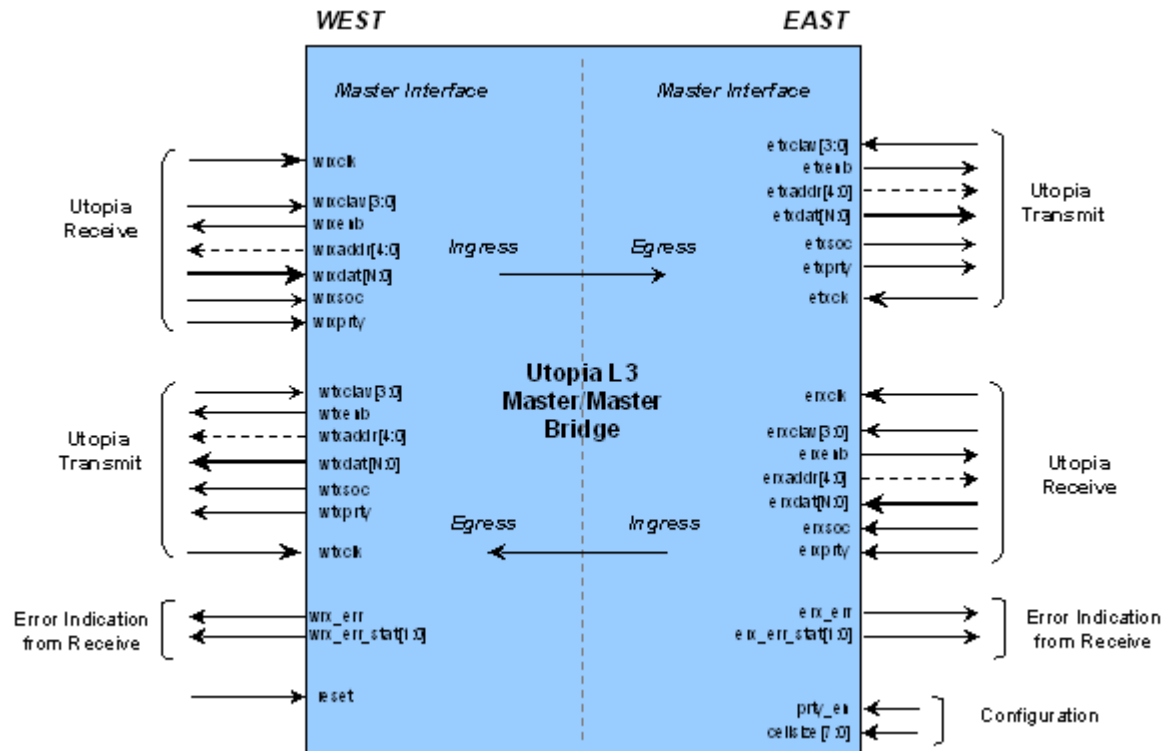 WEST
EAST
Master Interface
Master Interface
Utopia
Receive
wrxclk
wrxclav[3:0]
wrxenb
wrxaddr[4:0]
wrxdat[N:0]
wrxsoc
wrxprty
Ingress
Egress
etxclav[3:0]
etxenb
etxaddr[4:0]
etxdat[N:0]
etxsoc
etxprty
etxclk
Utopia
Transmit
Utopia L3
Master/Master
Bridge
Utopia
Transmit
wtxclav[3:0]
wtxenb
wtxaddr[4:0]
wtxdat[N:0]
wtxsoc
wtxprty
wtxclk
Egress
Ingress
erxclk
erxclav[3:0]
erxenb
erxaddr[4:0]
erxdat[N:0]
erxsoc
erxprty
Utopia
Receive
Error Indication
from Receive
wrx_err
wrx_err_stat[1:0]
erx_err
erx_err_stat[1:0]
Error Indication
from Receive
reset
prty_en
cellsize[7:0]
Configuration